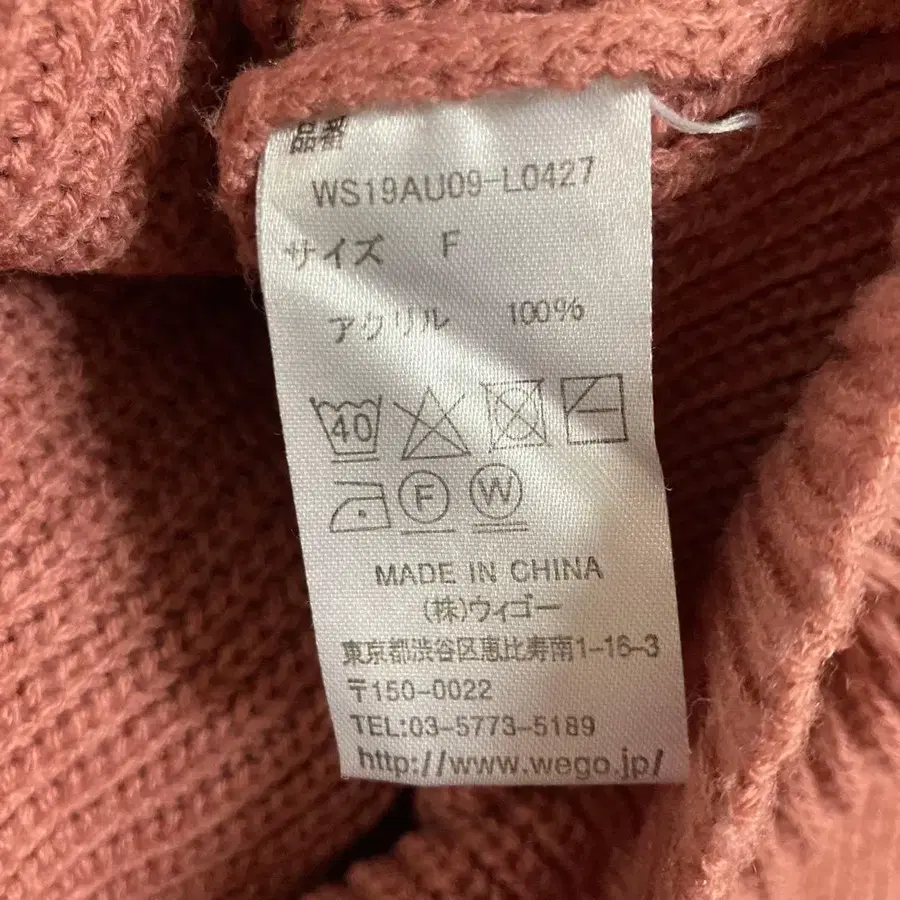 品番
WS19AU09-L0427
サイズ F
アクリル 100%
40
F W
MADE IN CHINA
(株)ウィゴー
東京都渋谷区恵比寿南1-16-3
〒150-0022
TEL:03-5773-5189
http://www.wego.jp/